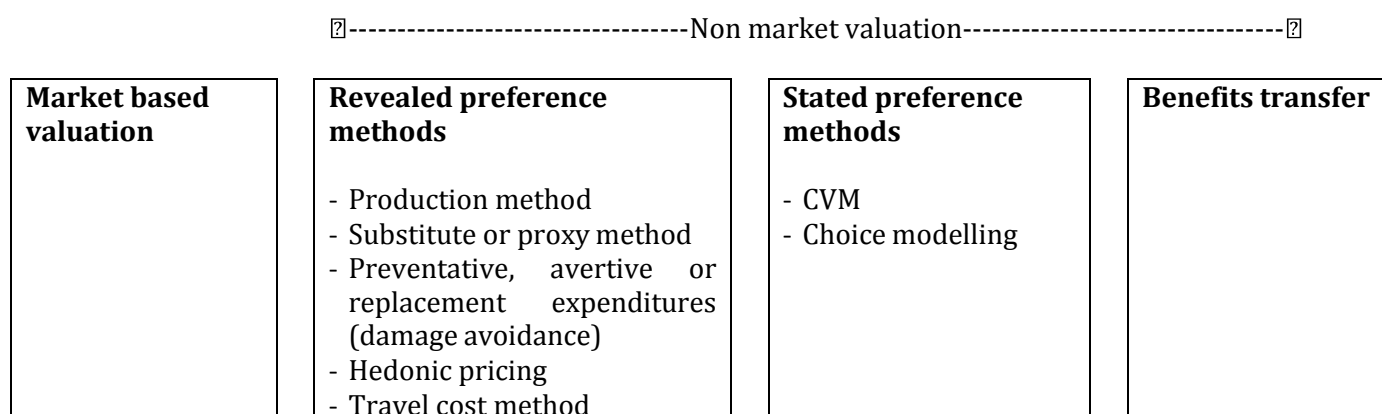 ⍰-----------------------------------Non market valuation---------------------------------⍰
Market based
valuation
Revealed preference
methods
- Production method
- Substitute or proxy method
- Preventative, avertive or
replacement expenditures
(damage avoidance)
- Hedonic pricing
- Travel cost method
Stated preference
methods
- CVM
- Choice modelling
Benefits transfer